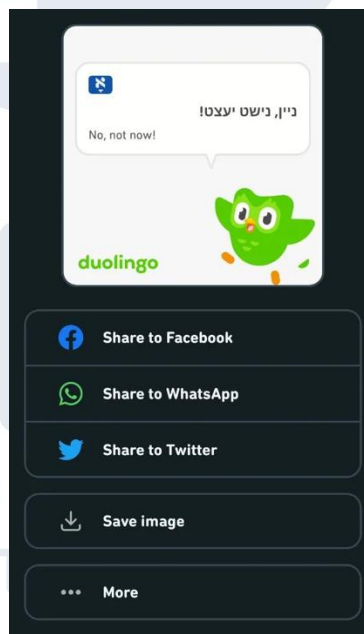 א
ניין, נישט יעצט!
No, not now!
duolingo
Share to Facebook
Share to WhatsApp
Share to Twitter
Save image
More